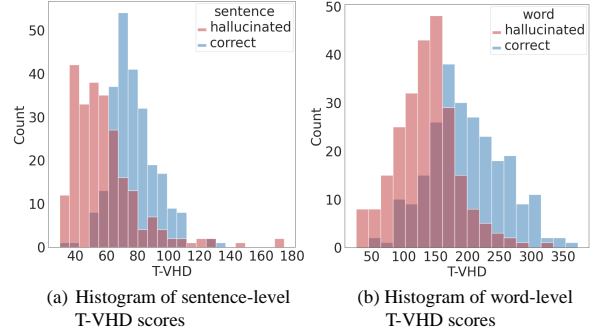 sentence
hallucinated
correct
Count
50
40
30
20
10
0
40 60 80 100 120 140 160 180
T-VHD
(a) Histogram of sentence-level
T-VHD scores
word
hallucinated
correct
Count
50
40
30
20
10
0
50 100 150 200 250 300 350
T-VHD
(b) Histogram of word-level
T-VHD scores